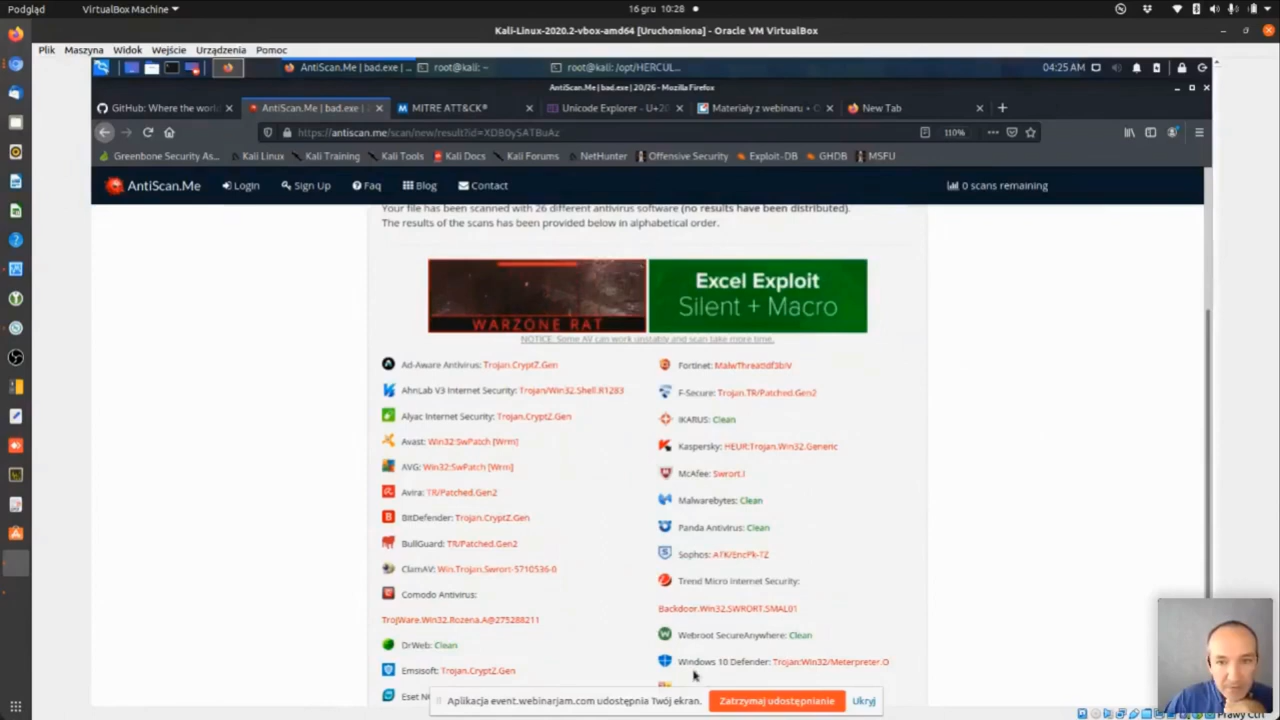 Podgląd VirtualBox Machine 16 gru 10:28
Kali-Linux-2020.2-vbox-amd64 [Uruchomiona] - Oracle VM VirtualBox
Plik Maszyna Widok Wejście Urządzenia Pomoc
AntiScan.Me | bad.exe | ... root@kali: ~ root@kali: /opt/HERCUL... 04:25 AM
AntiScan.Me | bad.exe | 20/26 - Mozilla Firefox
GitHub: Where the worl AntiScan.Me | bad.exe | MITRE ATT&CK® Unicode Explorer - U+20 Materiały z webinaru • O New Tab
https://antiscan.me/scan/new/result?id=XDB0ySATBuAz 110%
Greenbone Security As... Kali Linux Kali Training Kali Tools Kali Docs Kali Forums NetHunter Offensive Security Exploit-DB GHDB MSFU
AntiScan.Me Login Sign Up Faq Blog Contact 0 scans remaining
Your file has been scanned with 26 different antivirus software (no results have been distributed).
The results of the scans has been provided below in alphabetical order.
WARZONE RAT
Excel Exploit
Silent + Macro
NOTICE: Some AV can work unstably and scan take more time.
Ad-Aware Antivirus: Trojan.CryptZ.Gen
AhnLab V3 Internet Security: Trojan/Win32.Shell.R1283
Alyac Internet Security: Trojan.CryptZ.Gen
Avast: Win32:SwPatch [Wrm]
AVG: Win32:SwPatch [Wrm]
Avira: TR/Patched.Gen2
BitDefender: Trojan.CryptZ.Gen
BullGuard: TR/Patched.Gen2
ClamAV: Win.Trojan.Swrort-5710536-0
Comodo Antivirus:
TrojWare.Win32.Rozena.A@275288211
DrWeb: Clean
Emsisoft: Trojan.CryptZ.Gen
Eset NO
Fortinet:
F-Secure: Trojan.TR/Patched.Gen2
IKARUS: Clean
Kaspersky: HEUR:Trojan.Win32.Generic
McAfee: Swrort.I
Malwarebytes: Clean
Panda Antivirus: Clean
Sophos: ATK/EncPk-TZ
Trend Micro Internet Security:
Backdoor.Win32.SWRORT.SMAL01
Webroot SecureAnywhere: Clean
Windows 10 Defender: Trojan:Win32/Meterpreter.O
Aplikacja event.webinarjam.com udostępnia Twój ekran. Zatrzymaj udostępnianie Ukryj
Prawy Ctrl